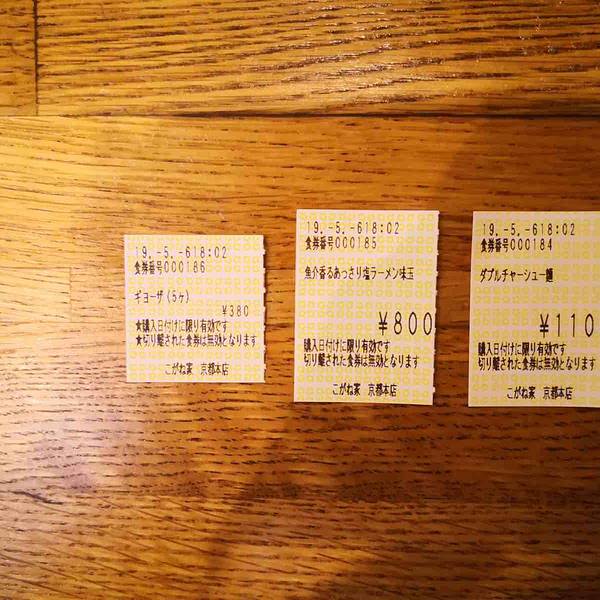 19.-5.-618:02
食券番号000186
ギヨーザ(5ヶ)
¥380
★購入日付けに限り有効です
★切り離された食券は無効となります
こがね家 京都本店
19.-5.-618:02
食券番号000185
魚介香るあっさり塩ラーメン味玉
¥800
購入日付けに限り有効です
切り離された食券は無効となります
こがね家 京都本店
19.-5.-618:02
食券番号000184
ダブルチャーシュー麺
¥110
購入日付けに限り有効です
切り離された食券は無効となります
こがね家 京都本店